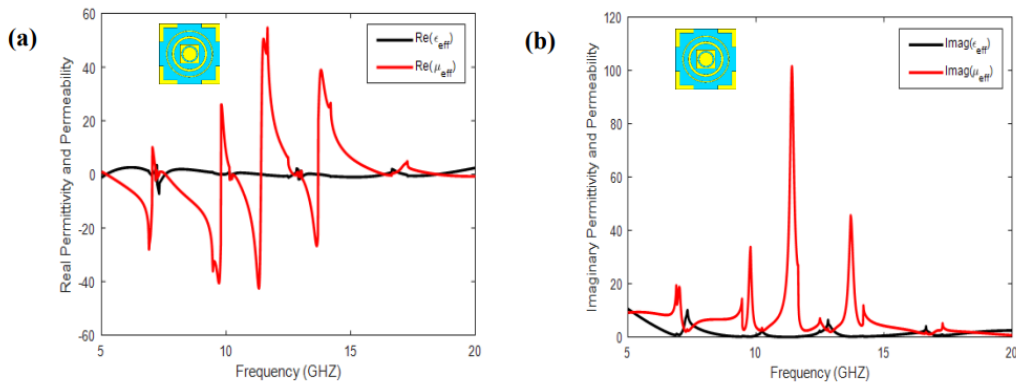 (a)
Real Permittivity and Permeability
60
40
20
0
-20
-40
-60
Re(ϵeff)
Re(μeff)
5
10
15
20
Frequency (GHZ)
(b)
Imaginary Permittivity and Permeability
120
100
80
60
40
20
0
Imag(ϵeff)
Imag(μeff)
5
10
15
20
Frequency (GHZ)